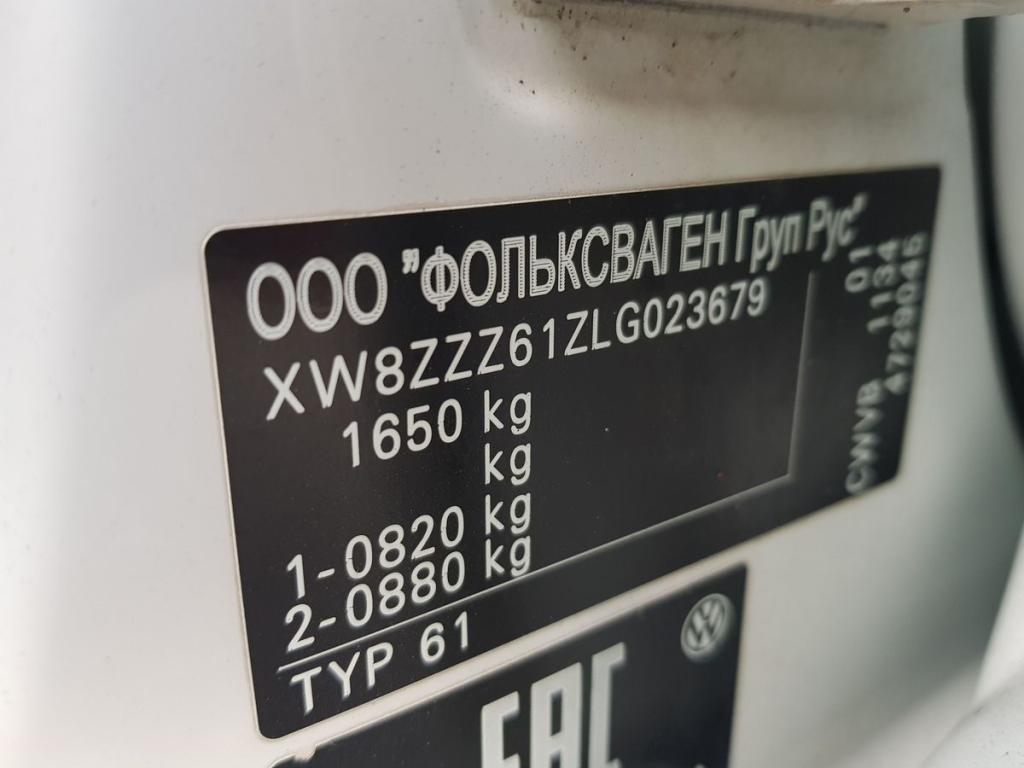 ООО "ФОЛЬКСВАГЕН Груп Рус"
XW8ZZZ61ZLG023679
1650 kg
kg
1-0820 kg
2-0880 kg
TYP 61
01
CWVB 1134
4729045
EAC